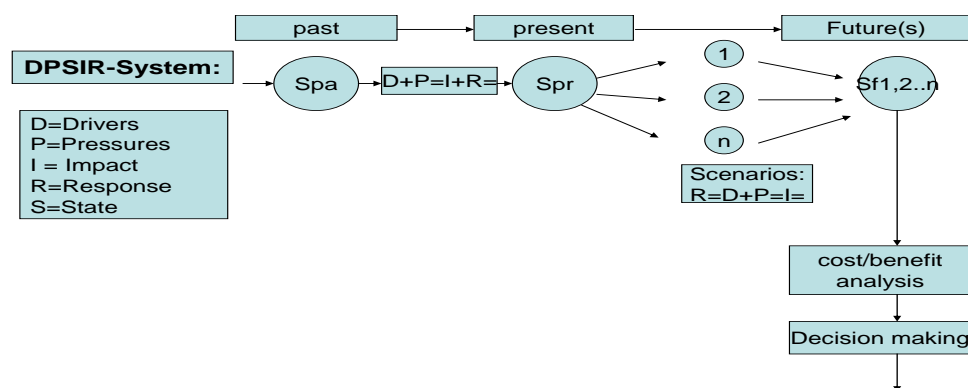 past
present
Future(s)
DPSIR-System:
Spa
D+P=I+R=
Spr
1
2
n
Sf1,2..n
D=Drivers
P=Pressures
I = Impact
R=Response
S=State
Scenarios:
R=D+P=I=
cost/benefit
analysis
Decision making